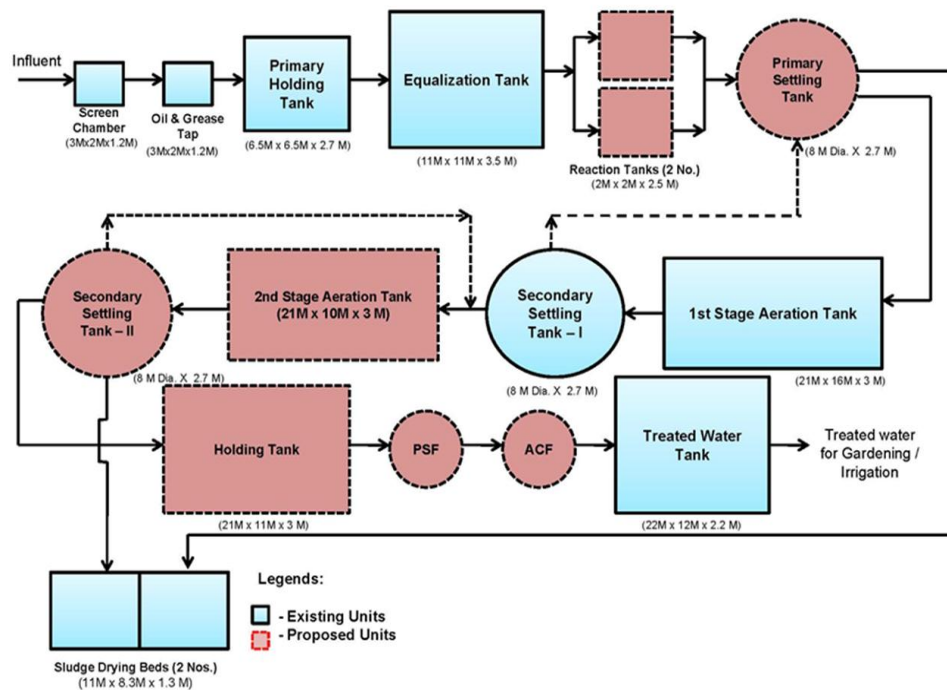 Influent
Screen
Chamber
(3Mx2Mx1.2M)
Oil & Grease
Tap
(3Mx2Mx1.2M)
Primary
Holding
Tank
(6.5M x 6.5M x 2.7 M)
Equalization Tank
(11M x 11M x 3.5 M)
Reaction Tanks (2 No.)
(2M x 2M x 2.5 M)
Primary
Settling
Tank
(8 M Dia. X 2.7 M)
Secondary
Settling
Tank – II
(8 M Dia. X 2.7 M)
2nd Stage Aeration Tank
(21M x 10M x 3 M)
Secondary
Settling
Tank – I
(8 M Dia. X 2.7 M)
1st Stage Aeration Tank
(21M x 16M x 3 M)
Holding Tank
(21M x 11M x 3 M)
PSF
ACF
Treated Water
Tank
(22M x 12M x 2.2 M)
Treated water
for Gardening /
Irrigation
Sludge Drying Beds (2 Nos.)
(11M x 8.3M x 1.3 M)
Legends:
- Existing Units
- Proposed Units